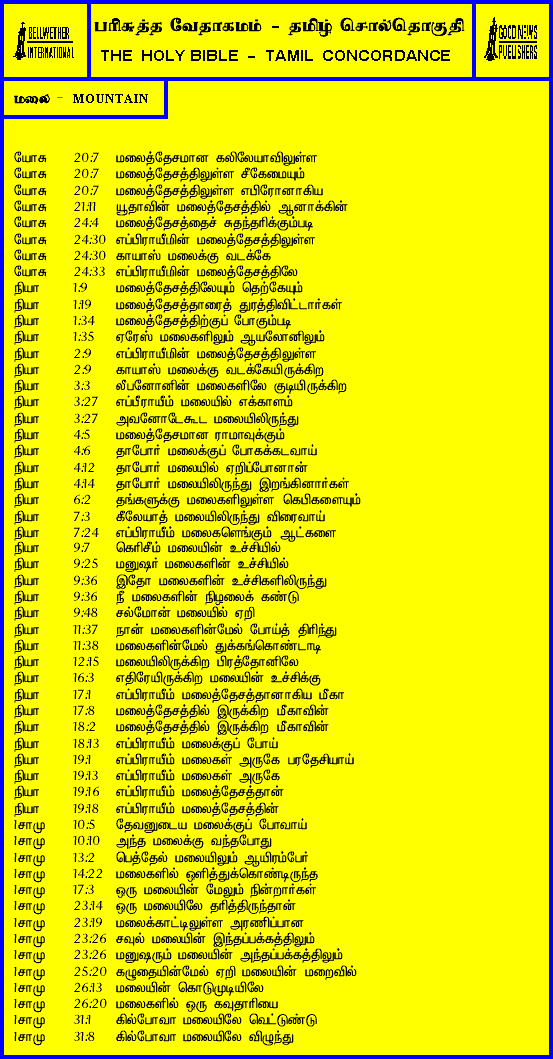 BELLWETHER
INTERNATIONAL
பரிசுத்த வேதாகமம் - தமிழ் சொல்தொகுதி
THE HOLY BIBLE - TAMIL CONCORDANCE
GOOD NEWS
PUBLISHERS
மலை - MOUNTAIN
யோசு 20:7 மலைத்தேசமான கலிலேயாவிலுள்ள
யோசு 20:7 மலைத்தேசத்திலுள்ள சீகேமையும்
யோசு 20:7 மலைத்தேசத்திலுள்ள எபிரோனாகிய
யோசு 21:11 யூதாவின் மலைத்தேசத்தில் ஆனாக்கின்
யோசு 24:4 மலைத்தேசத்தைச் சுதந்தரிக்கும்படி
யோசு 24:30 எப்பிராயீமின் மலைத்தேசத்திலுள்ள
யோசு 24:30 காயாஸ் மலைக்கு வடக்கே
யோசு 24:33 எப்பிராயீமின் மலைத்தேசத்திலே
நியா 1:9 மலைத்தேசத்திலேயும் தெற்கேயும்
நியா 1:19 மலைத்தேசத்தாரைத் துரத்திவிட்டார்கள்
நியா 1:34 மலைத்தேசத்திற்குப் போகும்படி
நியா 1:35 ஏரேஸ் மலைகளிலும் ஆயலோனிலும்
நியா 2:9 எப்பிராயீமின் மலைத்தேசத்திலுள்ள
நியா 2:9 காயாஸ் மலைக்கு வடக்கேயிருக்கிற
நியா 3:3 லீபனோனின் மலைகளிலே குடியிருக்கிற
நியா 3:27 எப்பீராயீம் மலையில் எக்காளம்
நியா 3:27 அவனோடேகூட மலையிலிருந்து
நியா 4:5 மலைத்தேசமான ராமாவுக்கும்
நியா 4:6 தாபோர் மலைக்குப் போகக்கடவாய்
நியா 4:12 தாபோர் மலையில் ஏறிப்போனான்
நியா 4:14 தாபோர் மலையிலிருந்து இறங்கினார்கள்
நியா 6:2 தங்களுக்கு மலைகளிலுள்ள கெபிகளையும்
நியா 7:3 கீலேயாத் மலையிலிருந்து விரைவாய்
நியா 7:24 எப்பிராயீம் மலைகளெங்கும் ஆட்களை
நியா 9:7 கெரிசீம் மலையின் உச்சியில்
நியா 9:25 மனுஷர் மலைகளின் உச்சியில்
நியா 9:36 இதோ மலைகளின் உச்சிகளிலிருந்து
நியா 9:36 நீ மலைகளின் நிழலைக் கண்டு
நியா 9:48 சல்மோன் மலையில் ஏறி
நியா 11:37 நான் மலைகளின்மேல் போய்த் திரிந்து
நியா 11:38 மலைகளின்மேல் துக்கங்கொண்டாடி
நியா 12:15 மலையிலிருக்கிற பிரத்தோனிலே
நியா 16:3 எதிரேயிருக்கிற மலையின் உச்சிக்கு
நியா 17:1 எப்பிராயீம் மலைத்தேசத்தானாகிய மீகா
நியா 17:8 மலைத்தேசத்தில் இருக்கிற மீகாவின்
நியா 18:2 மலைத்தேசத்தில் இருக்கிற மீகாவின்
நியா 18:13 எப்பிராயீம் மலைக்குப் போய்
நியா 19:1 எப்பிராயீம் மலைகள் அருகே பரதேசியாய்
நியா 19:13 எப்பிராயீம் மலைகள் அருகே
நியா 19:16 எப்பிராயீம் மலைத்தேசத்தான்
நியா 19:18 எப்பிராயீம் மலைத்தேசத்தின்
1சாமு 10:5 தேவனுடைய மலைக்குப் போவாய்
1சாமு 10:10 அந்த மலைக்கு வந்தபோது
1சாமு 13:2 பெத்தேல் மலையிலும் ஆயிரம்பேர்
1சாமு 14:22 மலைகளில் ஒளித்துக்கொண்டிருந்த
1சாமு 17:3 ஒரு மலையின் மேலும் நின்றார்கள்
1சாமு 23:14 ஒரு மலையிலே தரித்திருந்தான்
1சாமு 23:19 மலைக்காட்டிலுள்ள அரணிப்பான
1சாமு 23:26 சவுல் மலையின் இந்தப்பக்கத்திலும்
1சாமு 23:26 மனுஷரும் மலையின் அந்தப்பக்கத்திலும்
1சாமு 25:20 கழுதையின்மேல் ஏறி மலையின் மறைவில்
1சாமு 26:13 மலையின் கொடுமுடியிலே
1சாமு 26:20 மலைகளில் ஒரு கவுதாரியை
1சாமு 31:1 கில்போவா மலையிலே வெட்டுண்டு
1சாமு 31:8 கில்போவா மலையிலே விழுந்து